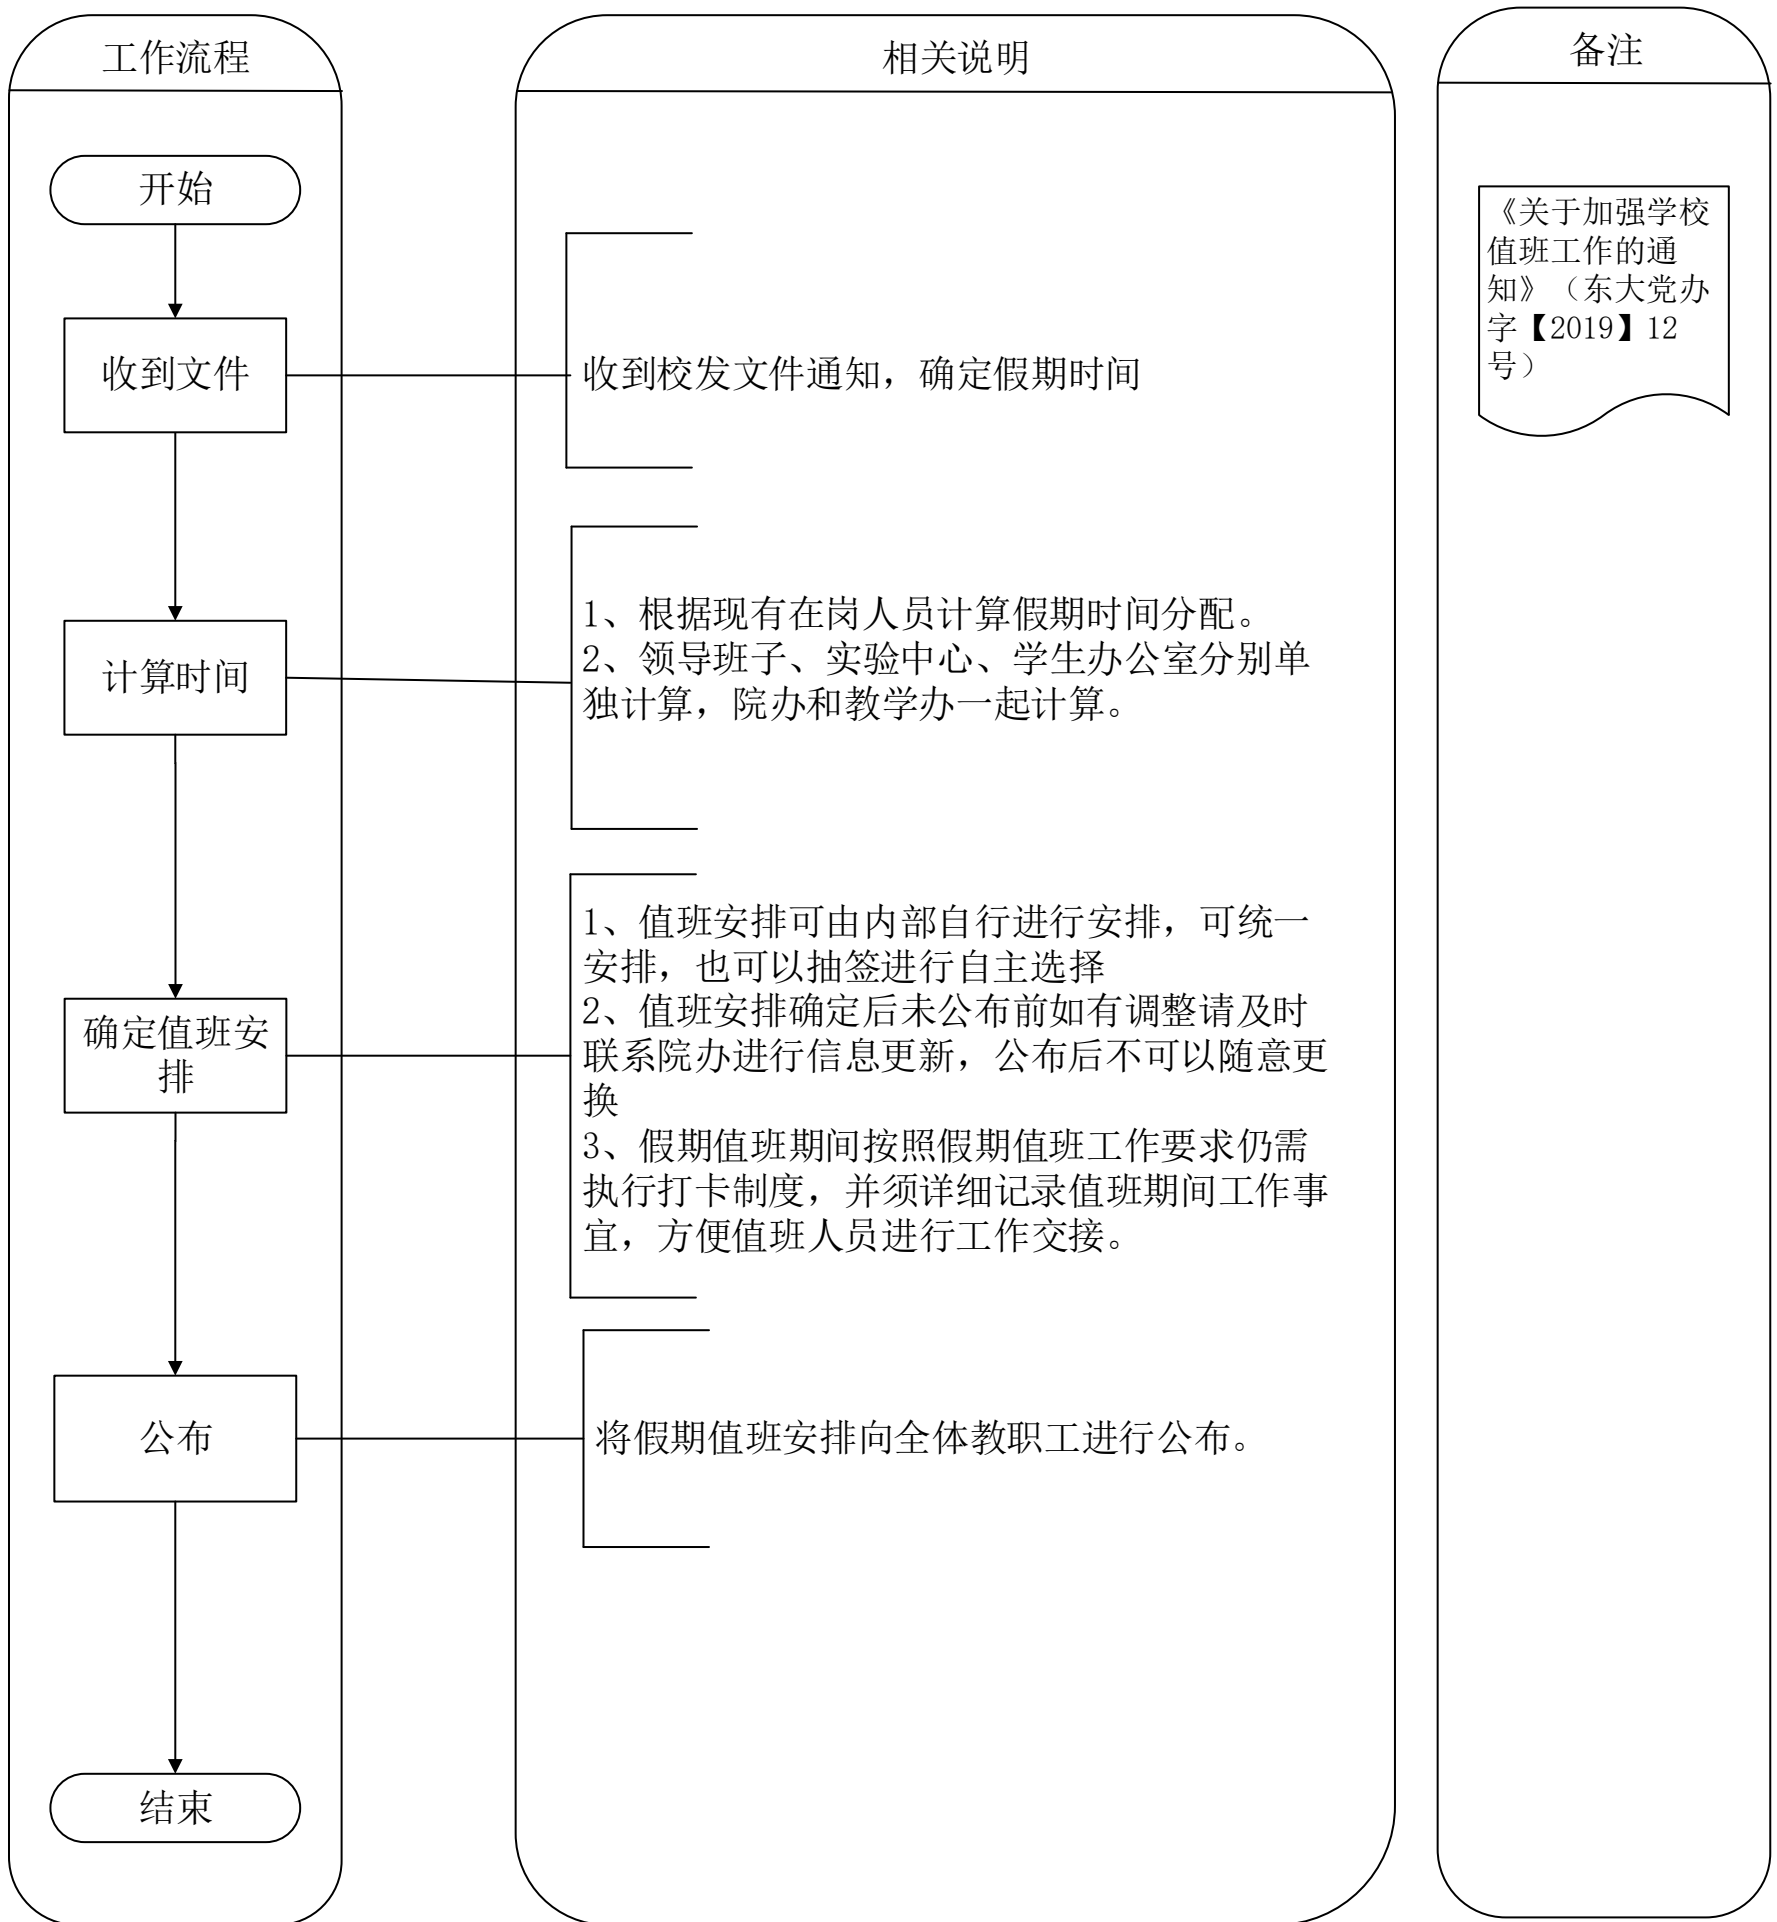 工作流程
相关说明
备注
开始
《关于加强学校
值班工作的通
知》（东大党办
字【2019】12
号）
收到文件
收到校发文件通知，确定假期时间
计算时间
1、根据现有在岗人员计算假期时间分配。
2、领导班子、实验中心、学生办公室分别单
独计算，院办和教学办一起计算。
确定值班安
排
1、值班安排可由内部自行进行安排，可统一
安排，也可以抽签进行自主选择
2、值班安排确定后未公布前如有调整请及时
联系院办进行信息更新，公布后不可以随意更
换
3、假期值班期间按照假期值班工作要求仍需
执行打卡制度，并须详细记录值班期间工作事
宜，方便值班人员进行工作交接。
公布
将假期值班安排向全体教职工进行公布。
结束